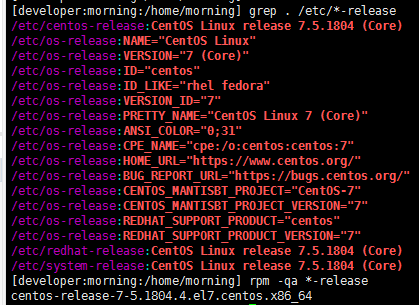 [developer:morning:/home/morning] grep . /etc/*-release
/etc/centos-release:CentOS Linux release 7.5.1804 (Core)
/etc/os-release:NAME="CentOS Linux"
/etc/os-release:VERSION="7 (Core)"
/etc/os-release:ID="centos"
/etc/os-release:ID_LIKE="rhel fedora"
/etc/os-release:VERSION_ID="7"
/etc/os-release:PRETTY_NAME="CentOS Linux 7 (Core)"
/etc/os-release:ANSI_COLOR="0;31"
/etc/os-release:CPE_NAME="cpe:/o:centos:centos:7"
/etc/os-release:HOME_URL="https://www.centos.org/"
/etc/os-release:BUG_REPORT_URL="https://bugs.centos.org/"
/etc/os-release:CENTOS_MANTISBT_PROJECT="CentOS-7"
/etc/os-release:CENTOS_MANTISBT_PROJECT_VERSION="7"
/etc/os-release:REDHAT_SUPPORT_PRODUCT="centos"
/etc/os-release:REDHAT_SUPPORT_PRODUCT_VERSION="7"
/etc/redhat-release:CentOS Linux release 7.5.1804 (Core)
/etc/system-release:CentOS Linux release 7.5.1804 (Core)
[developer:morning:/home/morning] rpm -qa *-release
centos-release-7-5.1804.4.el7.centos.x86_64